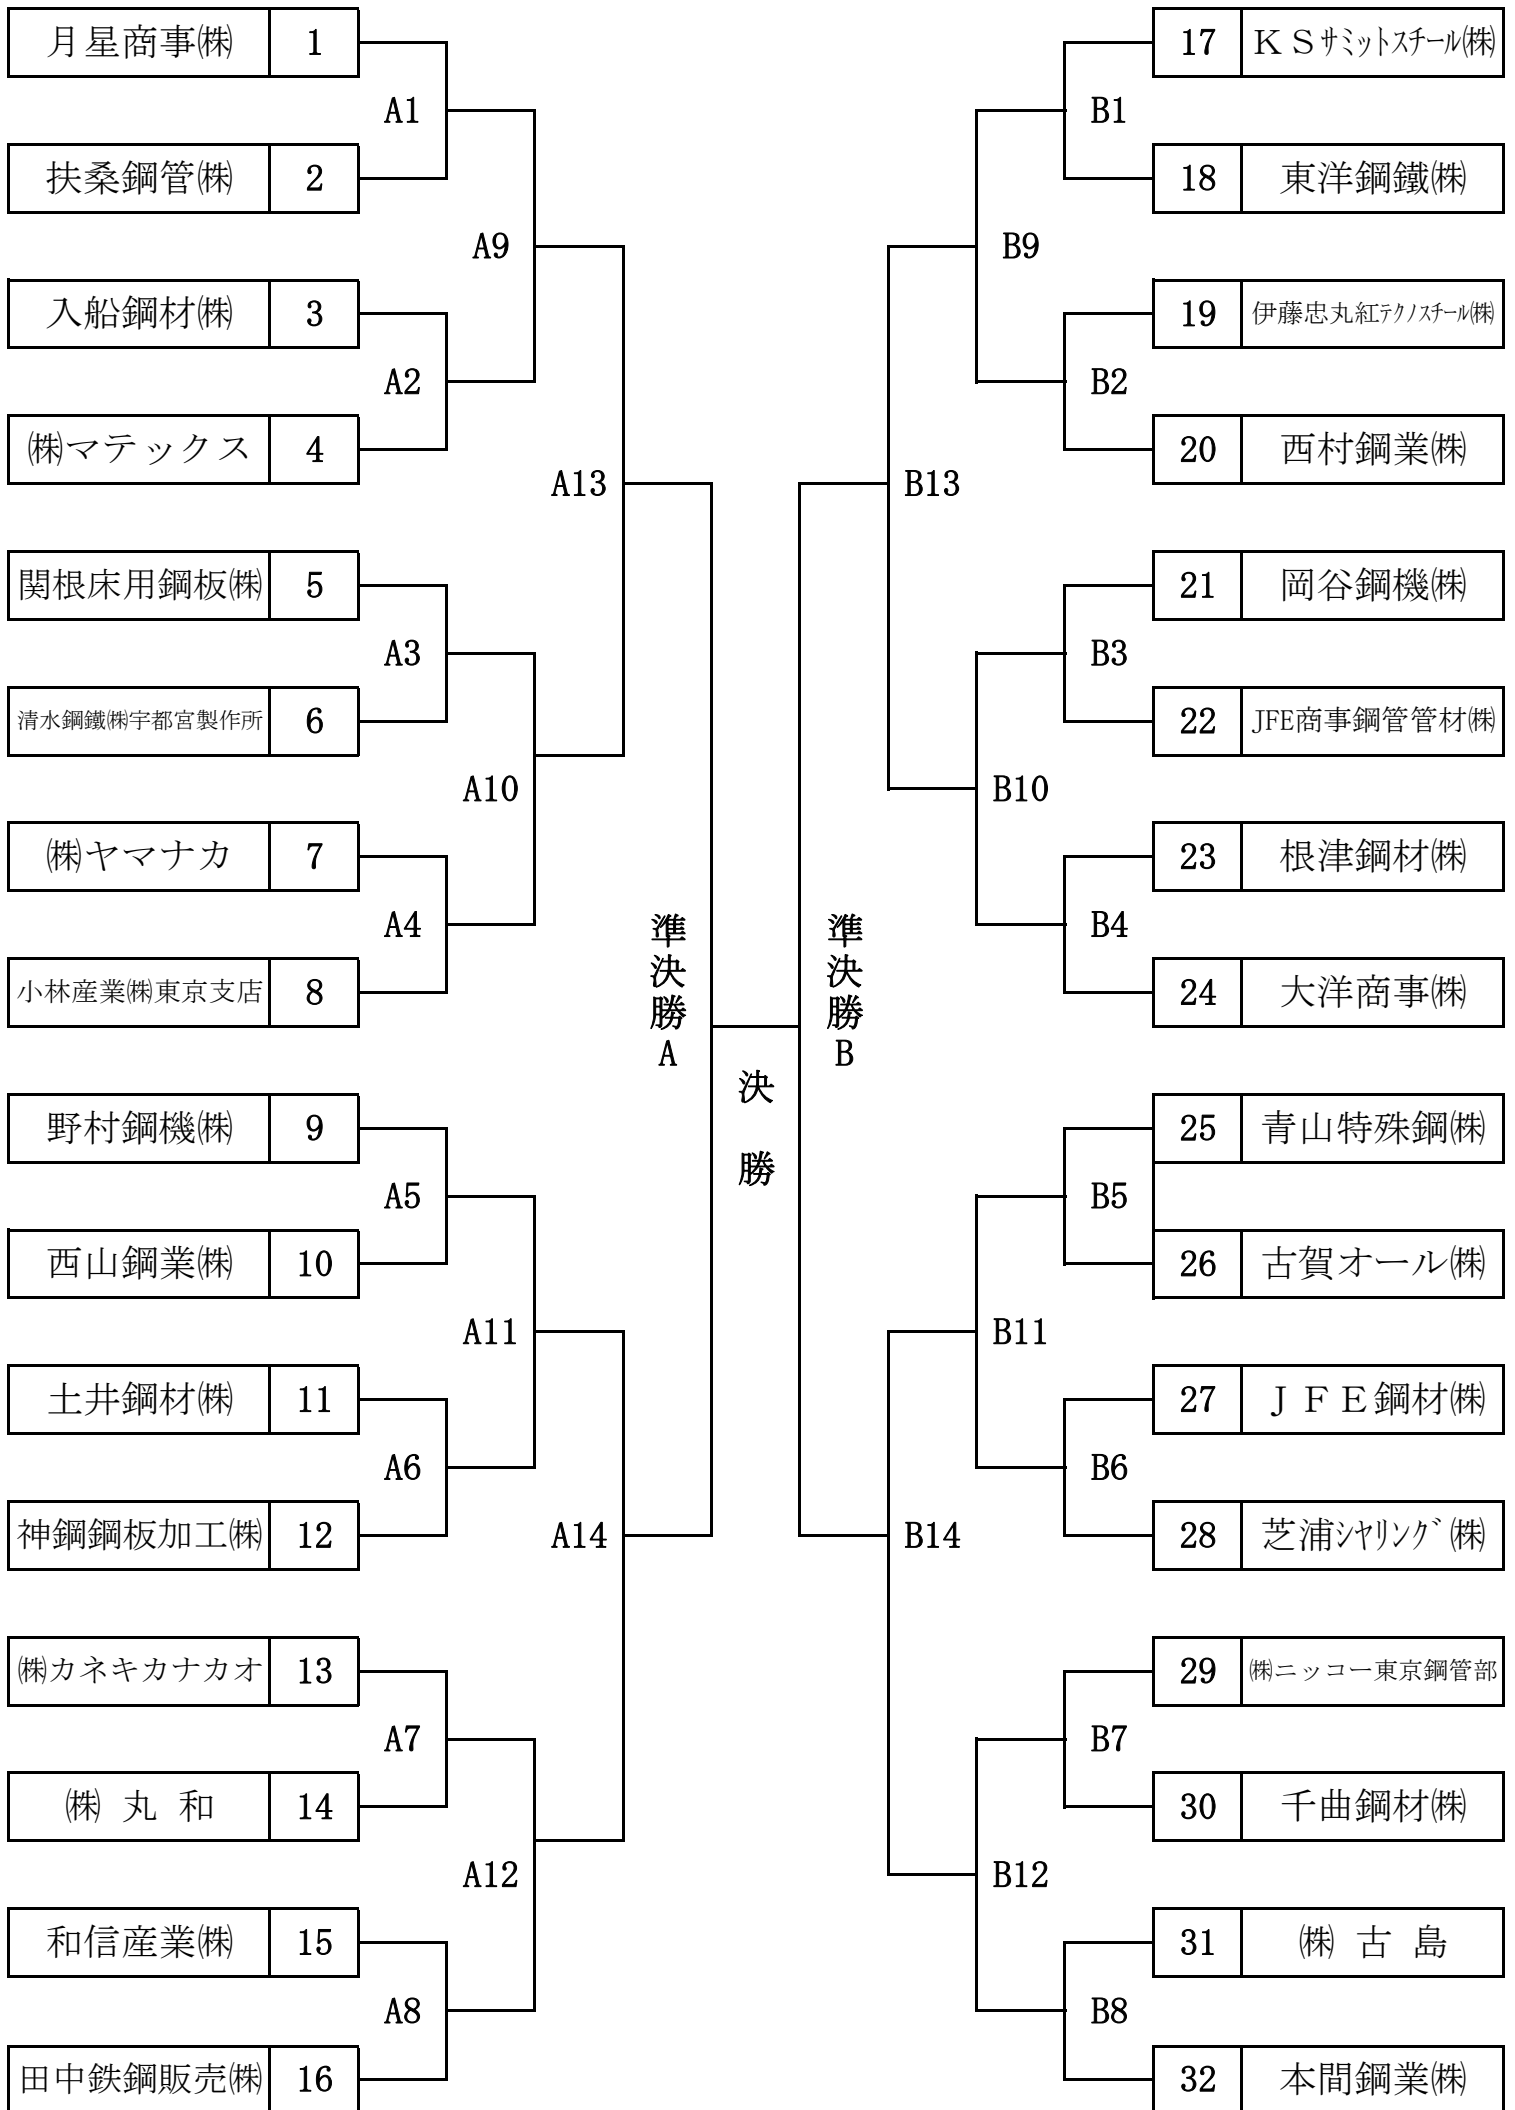 月星商事㈱ 1
A1
扶桑鋼管㈱ 2
A9
入船鋼材㈱ 3
A2
㈱マテックス 4
A13
関根床用鋼板㈱ 5
A3
清水鋼鐵㈱宇都宮製作所 6
A10
㈱ヤマナカ 7
A4
小林産業㈱東京支店 8
準決勝A
野村鋼機㈱ 9
A5
西山鋼業㈱ 10
A11
土井鋼材㈱ 11
A6
神鋼鋼板加工㈱ 12
A14
㈱カネキカナカオ 13
A7
㈱ 丸 和 14
A12
和信産業㈱ 15
A8
田中鉄鋼販売㈱ 16
決 勝
17 ＫＳｻﾐｯﾄｽﾁｰﾙ㈱
B1
18 東洋鋼鐵㈱
B9
19 伊藤忠丸紅ﾃｸﾉｽﾁｰﾙ㈱
B2
20 西村鋼業㈱
B13
21 岡谷鋼機㈱
B3
22 JFE商事鋼管管材㈱
B10
23 根津鋼材㈱
B4
24 大洋商事㈱
準決勝B
25 青山特殊鋼㈱
B5
26 古賀オール㈱
B11
27 ＪＦＥ鋼材㈱
B6
28 芝浦ｼﾔﾘﾝｸﾞ㈱
B14
29 ㈱ニッコー東京鋼管部
B7
30 千曲鋼材㈱
B12
31 ㈱ 古 島
B8
32 本間鋼業㈱